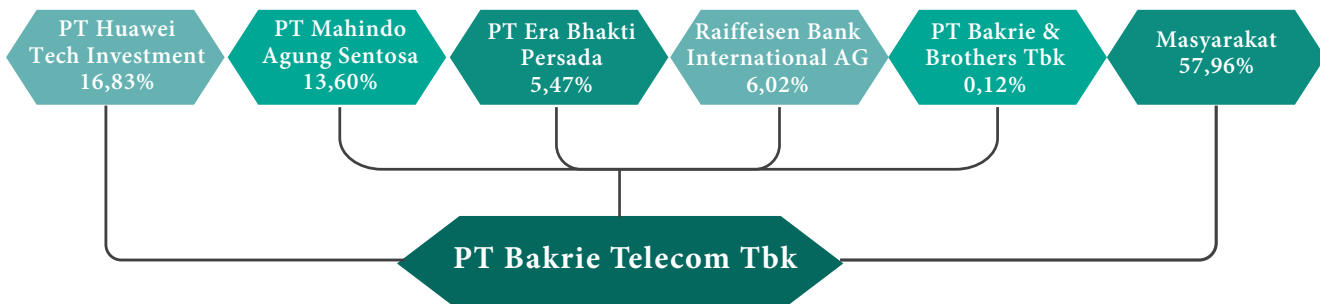 PT Huawei
Tech Investment
16,83%
PT Mahindo
Agung Sentosa
13,60%
PT Era Bhakti
Persada
5,47%
Raiffeisen Bank
International AG
6,02%
PT Bakrie &
Brothers Tbk
0,12%
Masyarakat
57,96%
PT Bakrie Telecom Tbk